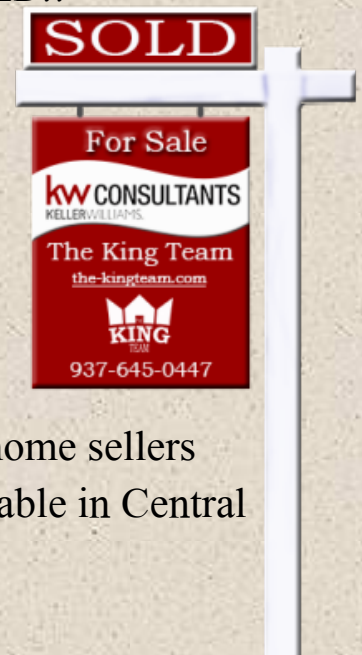 SOLD
For Sale
kw CONSULTANTS
KELLERWILLIAMS.
The King Team
the-kingteam.com
KING
TEAM
937-645-0447
home sellers
able in Central